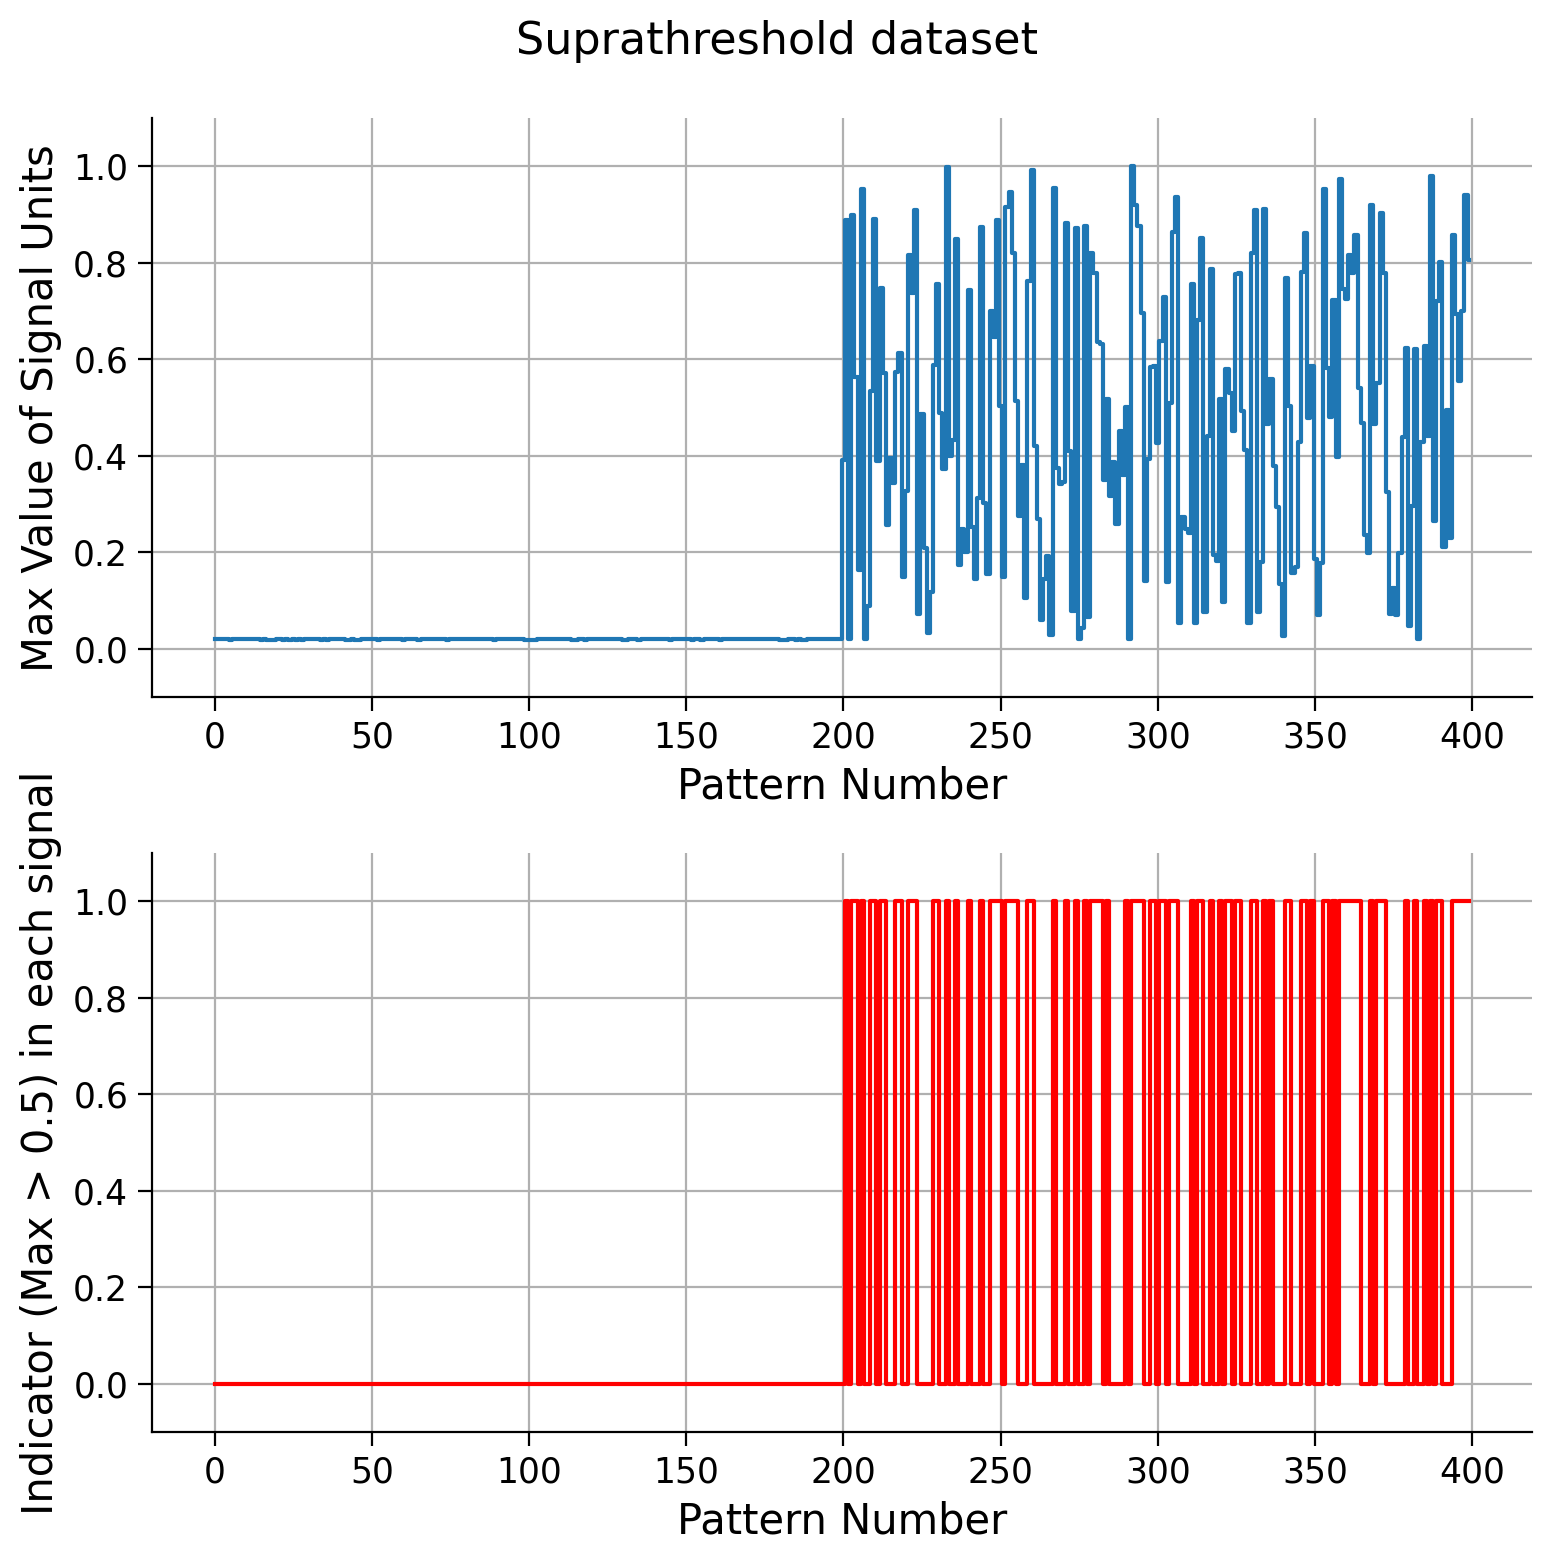 Suprathreshold dataset
Max Value of Signal Units
1.0
0.8
0.6
0.4
0.2
0.0
0 50 100 150 200 250 300 350 400
Pattern Number
Indicator (Max > 0.5) in each signal
1.0
0.8
0.6
0.4
0.2
0.0
0 50 100 150 200 250 300 350 400
Pattern Number